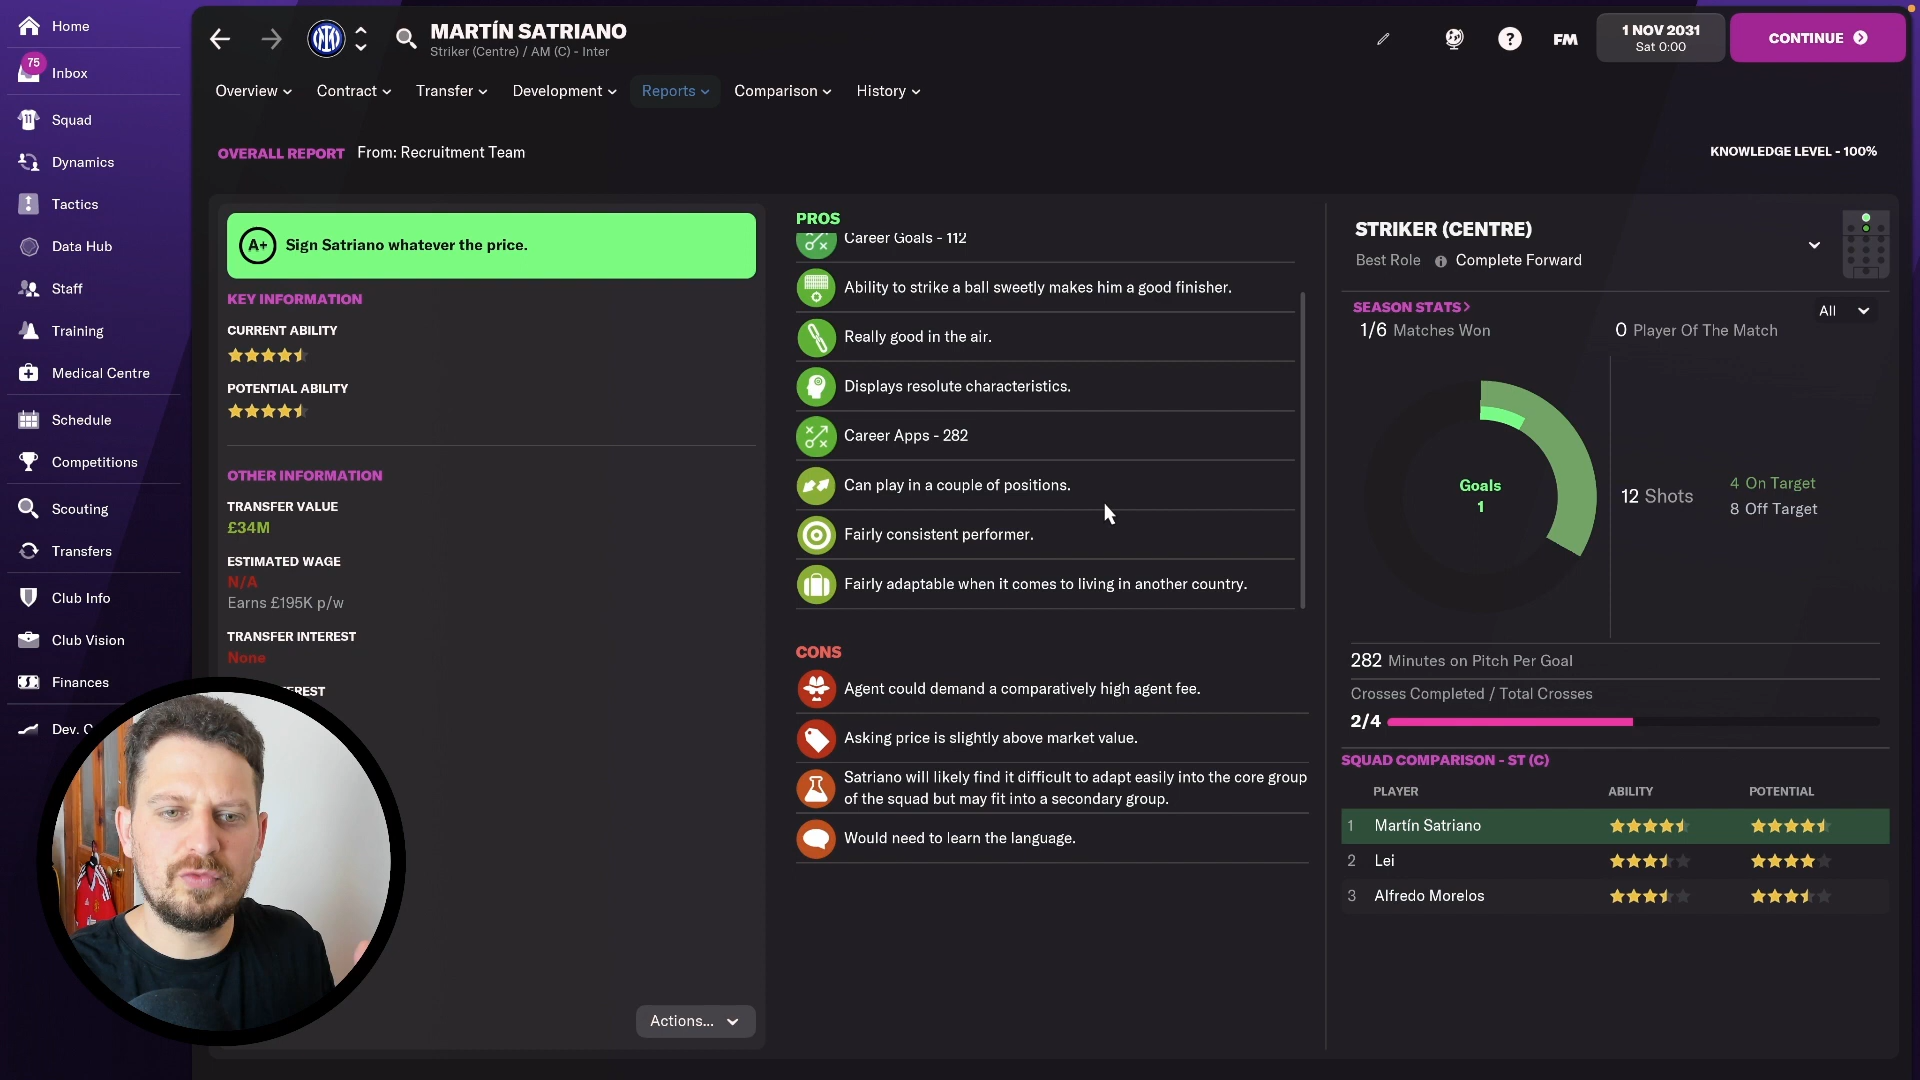 Home
75
Inbox
Squad
Dynamics
Tactics
Data Hub
Staff
Training
Medical Centre
Schedule
Competitions
Scouting
Transfers
Club Info
Club Vision
Finances
Dev.
MARTÍN SATRIANO
Striker (Centre) / AM (C) - Inter
FM
1 NOV 2031
Sat 0:00
CONTINUE
Overview
Contract
Transfer
Development
Reports
Comparison
History
OVERALL REPORT From: Recruitment Team
KNOWLEDGE LEVEL - 100%
A+ Sign Satriano whatever the price.
KEY INFORMATION
CURRENT ABILITY
POTENTIAL ABILITY
OTHER INFORMATION
TRANSFER VALUE
£34M
ESTIMATED WAGE
N/A
Earns £195K p/w
TRANSFER INTEREST
None
Actions...
PROS
Career Goals - 112
Ability to strike a ball sweetly makes him a good finisher.
Really good in the air.
Displays resolute characteristics.
Career Apps - 282
Can play in a couple of positions.
Fairly consistent performer.
Fairly adaptable when it comes to living in another country.
CONS
Agent could demand a comparatively high agent fee.
Asking price is slightly above market value.
Satriano will likely find it difficult to adapt easily into the core group
of the squad but may fit into a secondary group.
Would need to learn the language.
STRIKER (CENTRE)
Best Role Complete Forward
SEASON STATS>
All
1/6 Matches Won
0 Player Of The Match
Goals
1
12 Shots
4 On Target
8 Off Target
282 Minutes on Pitch Per Goal
Crosses Completed / Total Crosses
2/4
SQUAD COMPARISON - ST (C)
PLAYER ABILITY POTENTIAL
1 Martín Satriano
2 Lei
3 Alfredo Morelos